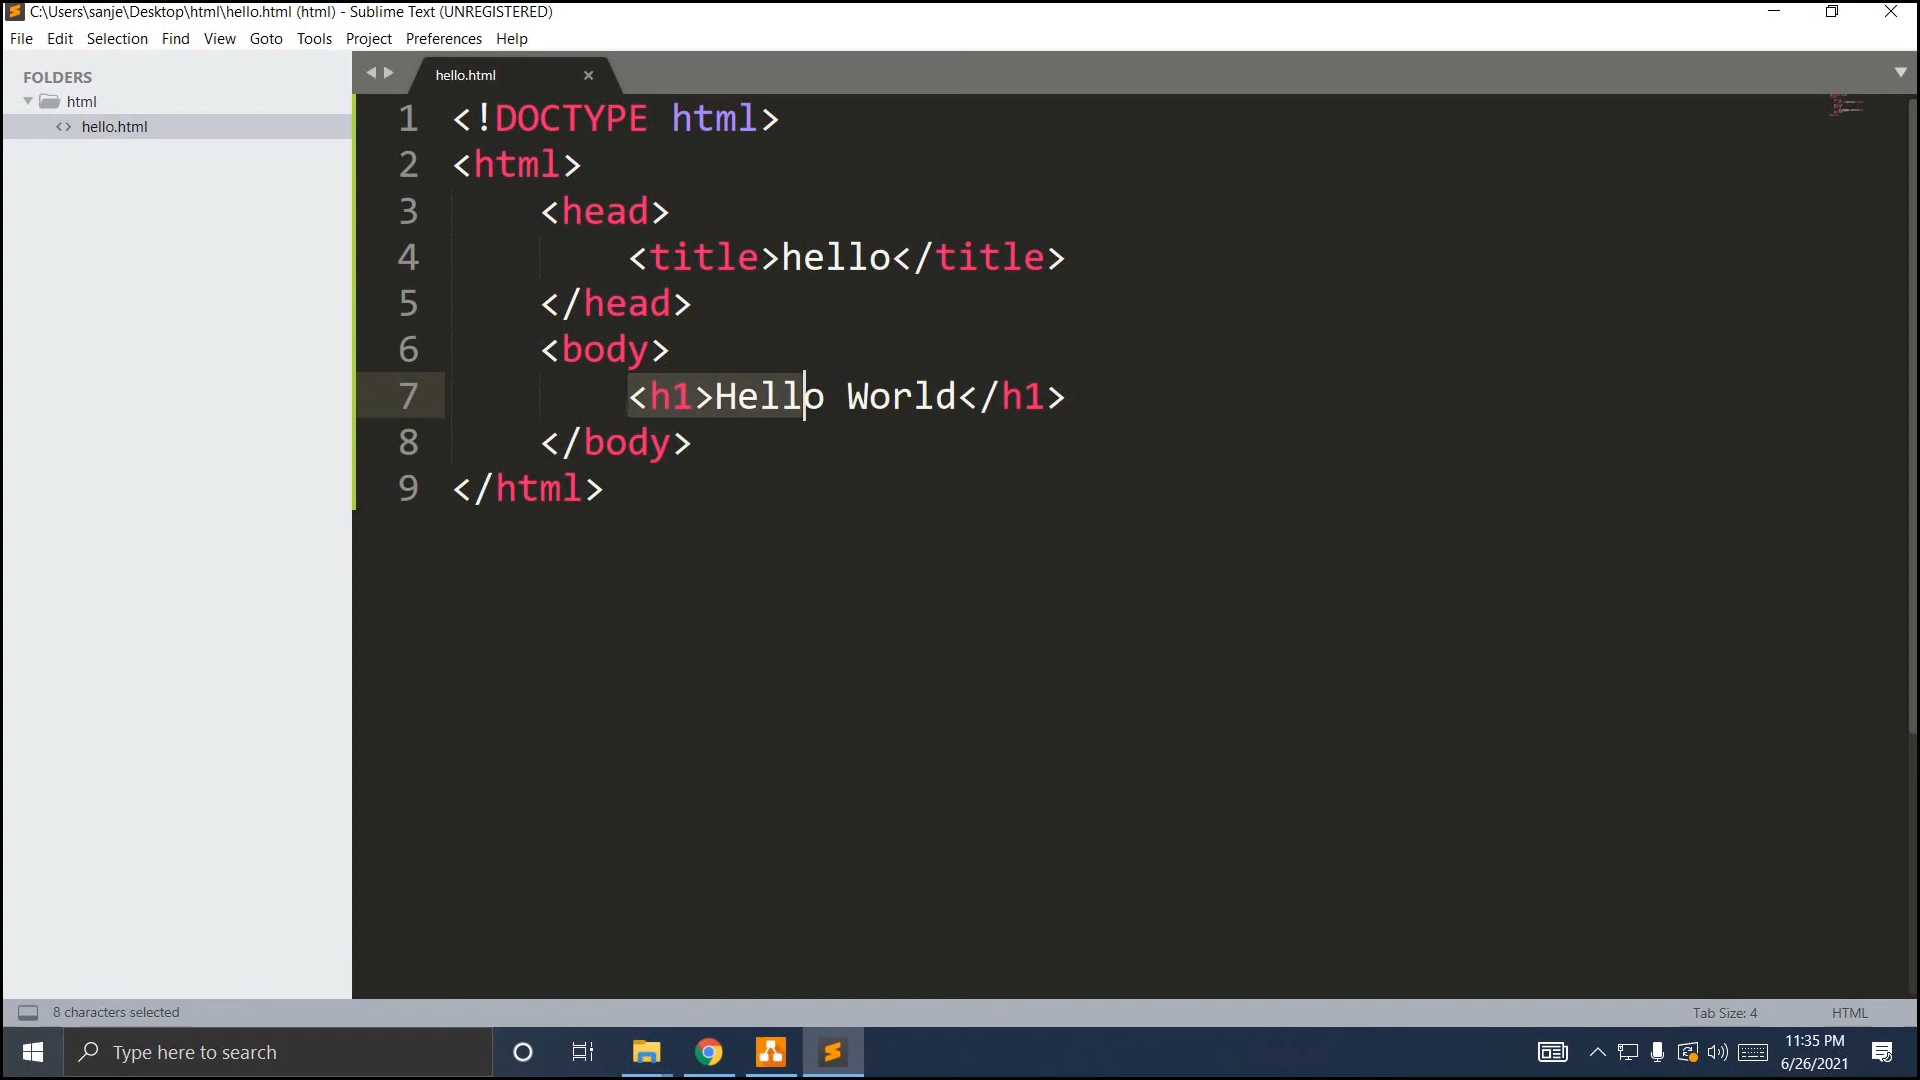 C:\Users\sanje\Desktop\html\hello.html (html) - Sublime Text (UNREGISTERED)
File Edit Selection Find View Goto Tools Project Preferences Help
FOLDERS
html
hello.html
hello.html
1 <!DOCTYPE html>
2 <html>
3 <head>
4 <title>hello</title>
5 </head>
6 <body>
7 <h1>Hello World</h1>
8 </body>
9 </html>
8 characters selected
Tab Size: 4
HTML
Type here to search
11:35 PM
6/26/2021